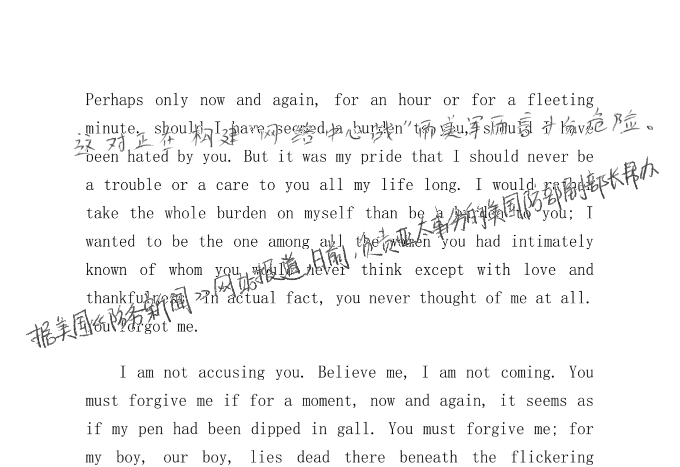 Perhaps only now and again, for an hour or for a fleeting
minute, should I have seemed a burden to you, should I have
这对正在构建"网络中心战"而美军而言十分危险。
been hated by you. But it was my pride that I should never be
a trouble or a care to you all my life long. I would rather
take the whole burden on myself than be a burden to you; I
wanted to be the one among all the women you had intimately
known of whom you would never think except with love and
thankfulness. In actual fact, you never thought of me at all.
You forgot me.
据美国《防务新闻》网站报道,日前,负责亚太事务的美国防部副部长帮办
I am not accusing you. Believe me, I am not coming. You
must forgive me if for a moment, now and again, it seems as
if my pen had been dipped in gall. You must forgive me; for
my boy, our boy, lies dead there beneath the flickering